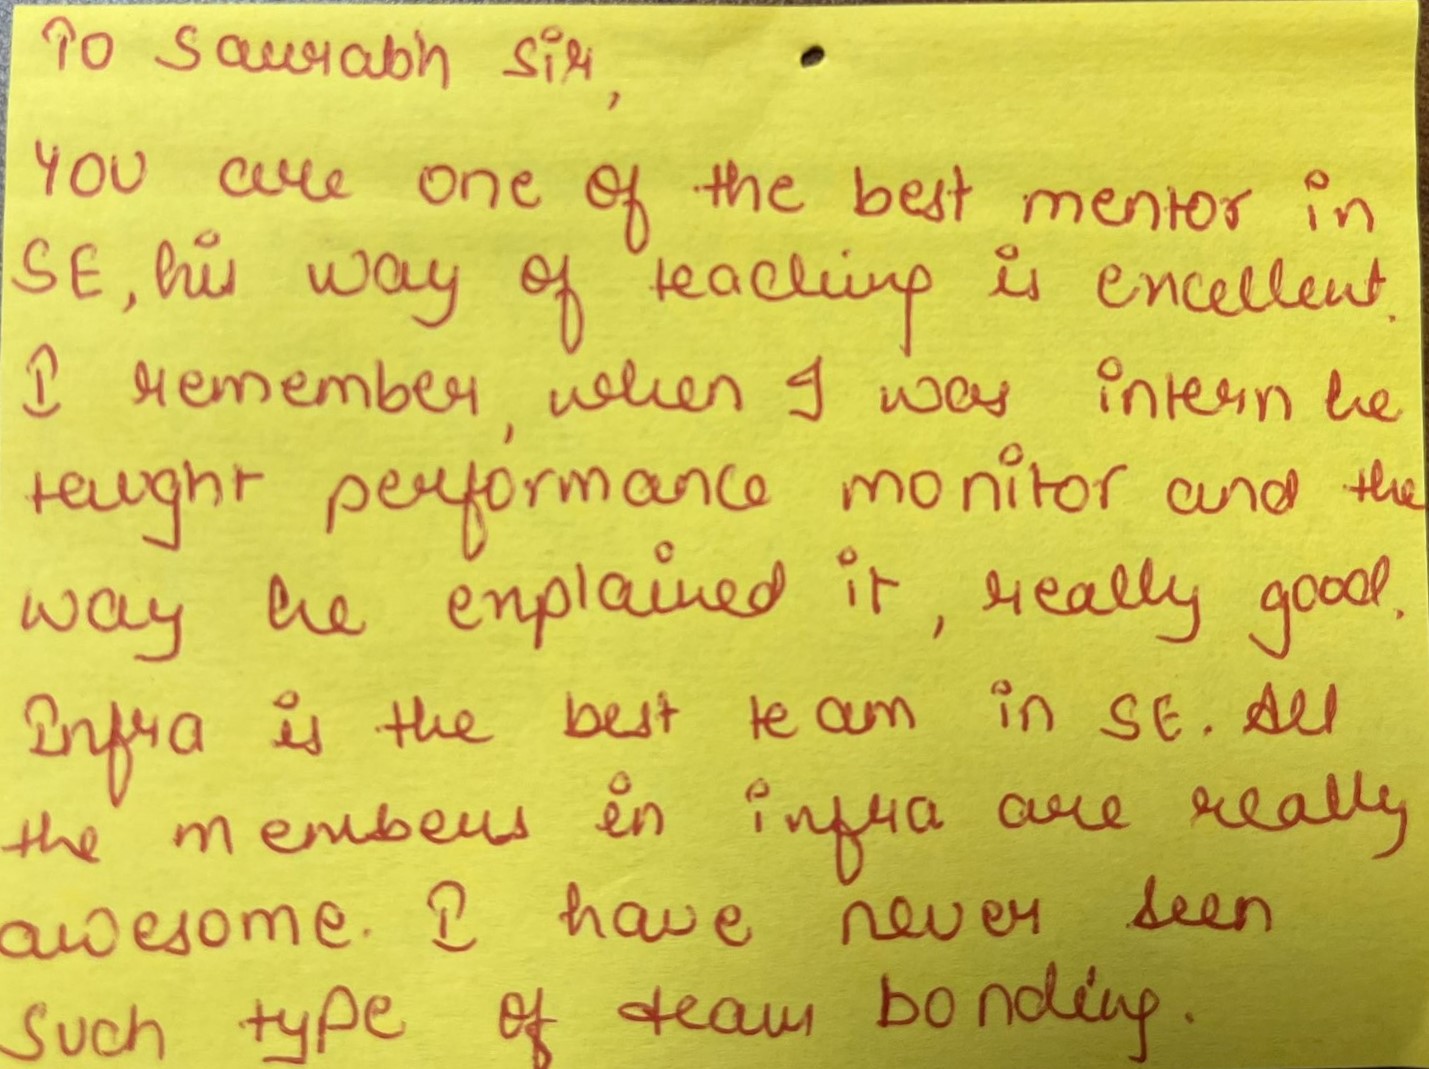 To Saurabh Sir,
You are one of the best mentor in
SE, his way of teaching is excellent.
I remember, when I was intern he
taught performance monitor and the
way he explained it, really good.
Infra is the best team in SE. All
the members in infra are really
awesome. I have never seen
such type of team bonding.